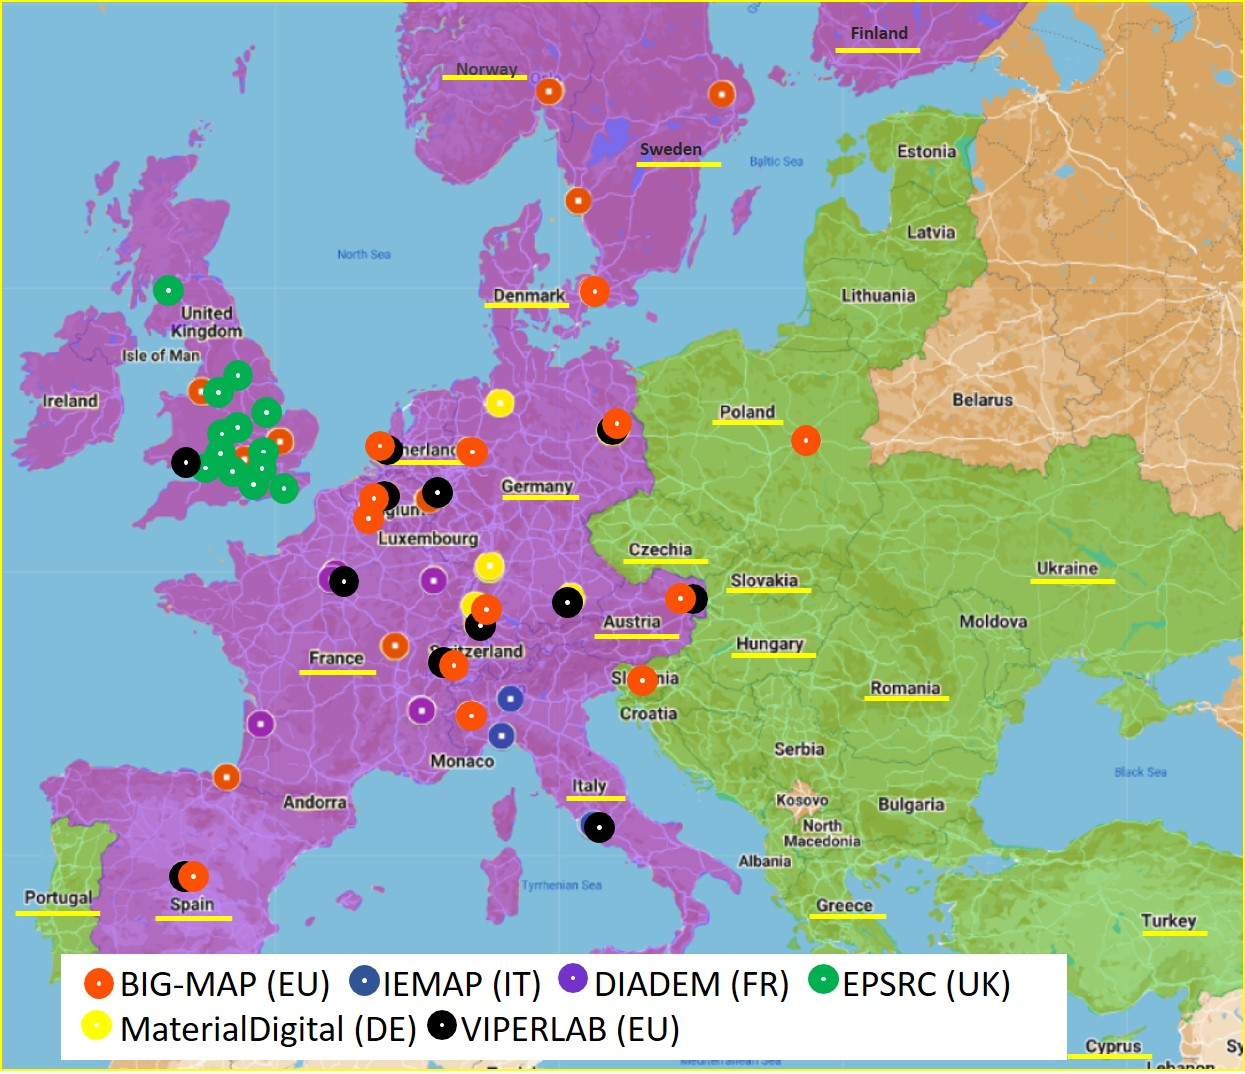 Finland
Norway
Sweden
Baltic Sea
Estonia
Latvia
North Sea
Denmark
Lithuania
United
Kingdom
Isle of Man
Ireland
Belarus
Poland
Germany
Luxembourg
Czechia
Ukraine
Slovakia
Austria
Moldova
Hungary
France
Romania
Croatia
Serbia
Monaco
Black Sea
Italy
Kosovo
Andorra
Bulgaria
North
Macedonia
Albania
Tyrrhenian Sea
Portugal
Spain
Greece
Turkey
BIG-MAP (EU) IEMAP (IT) DIADEM (FR) EPSRC (UK)
MaterialDigital (DE) VIPERLAB (EU)
Cyprus
Lebanon